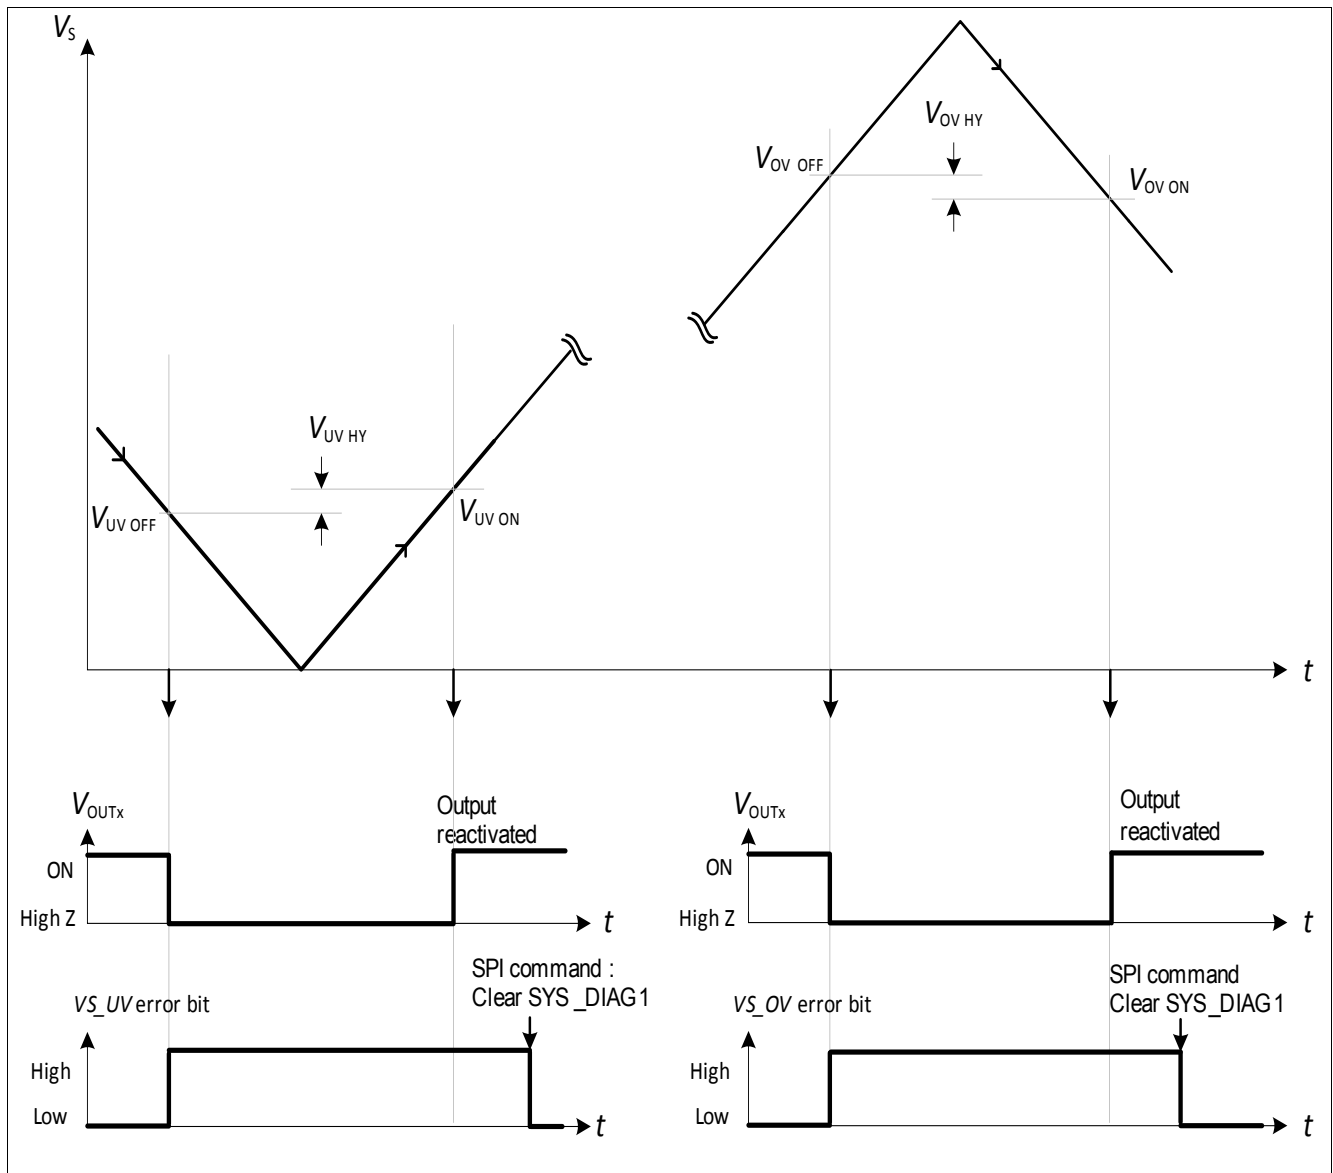 VS
VOV HY
VOV OFF
VOV ON
VUV HY
VUV OFF
VUV ON
t
VOUTx
Output
reactivated
ON
High Z
t
VOUTx
Output
reactivated
ON
High Z
t
SPI command :
Clear SYS_DIAG1
VS_UV error bit
High
Low
t
SPI command
Clear SYS_DIAG1
VS_OV error bit
High
Low
t